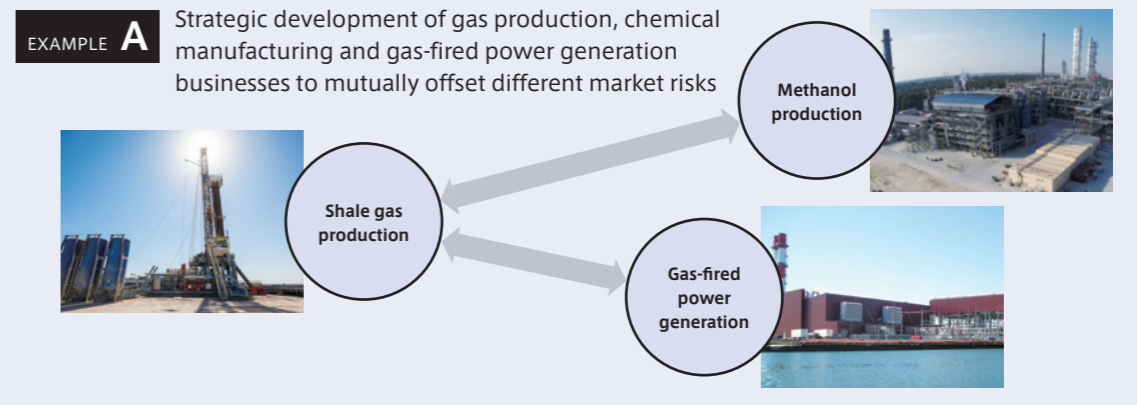 EXAMPLE A
Strategic development of gas production, chemical
manufacturing and gas-fired power generation
businesses to mutually offset different market risks
Methanol
production
Shale gas
production
Gas-fired
power
generation